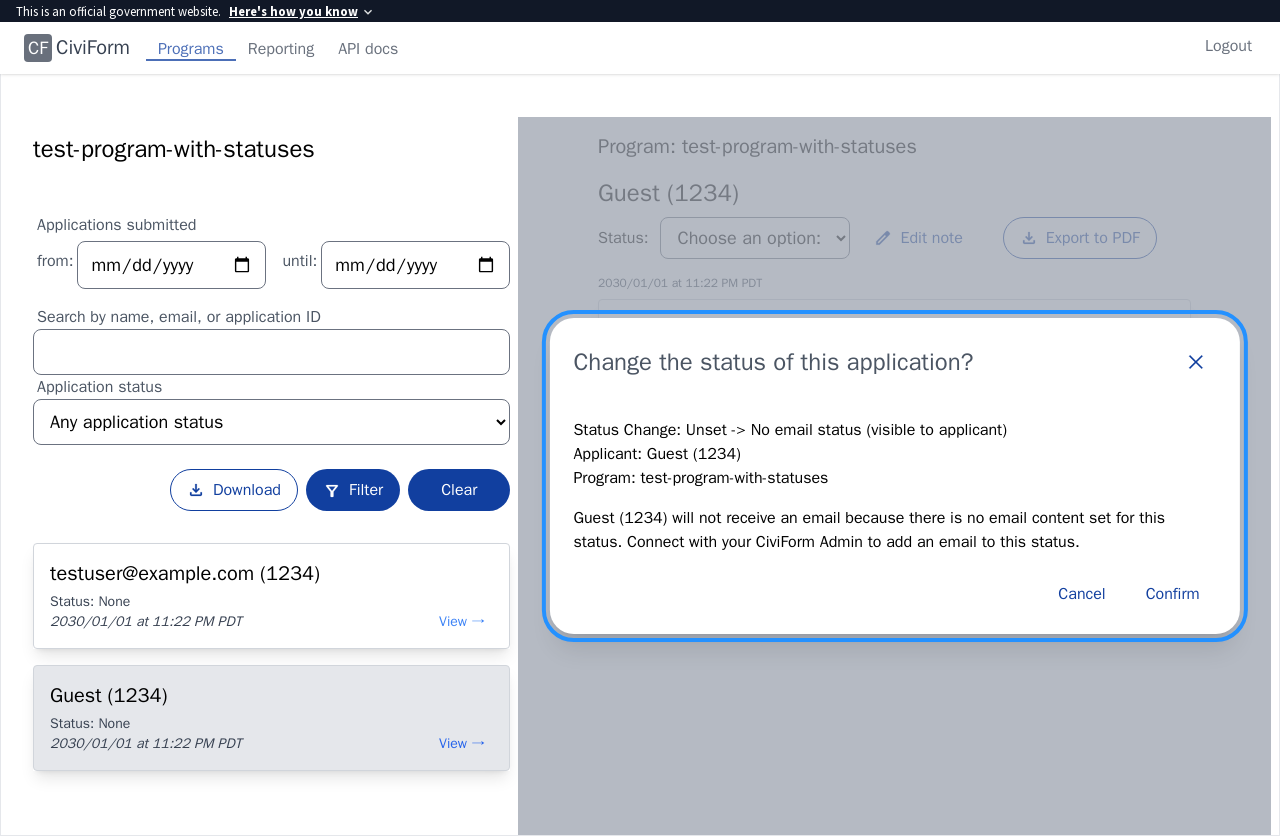 This is an official government website. Here's how you know
CF CiviForm Programs Reporting API docs Logout
test-program-with-statuses
Applications submitted
from: mm/dd/yyyy until: mm/dd/yyyy
Search by name, email, or application ID
Application status
Any application status
Download Filter Clear
testuser@example.com (1234)
Status: None
2030/01/01 at 11:22 PM PDT View →
Guest (1234)
Status: None
2030/01/01 at 11:22 PM PDT View →
Program: test-program-with-statuses
Guest (1234)
Status: Choose an option: Edit note Export to PDF
2030/01/01 at 11:22 PM PDT
Change the status of this application?
Status Change: Unset -> No email status (visible to applicant)
Applicant: Guest (1234)
Program: test-program-with-statuses
Guest (1234) will not receive an email because there is no email content set for this
status. Connect with your CiviForm Admin to add an email to this status.
Cancel Confirm